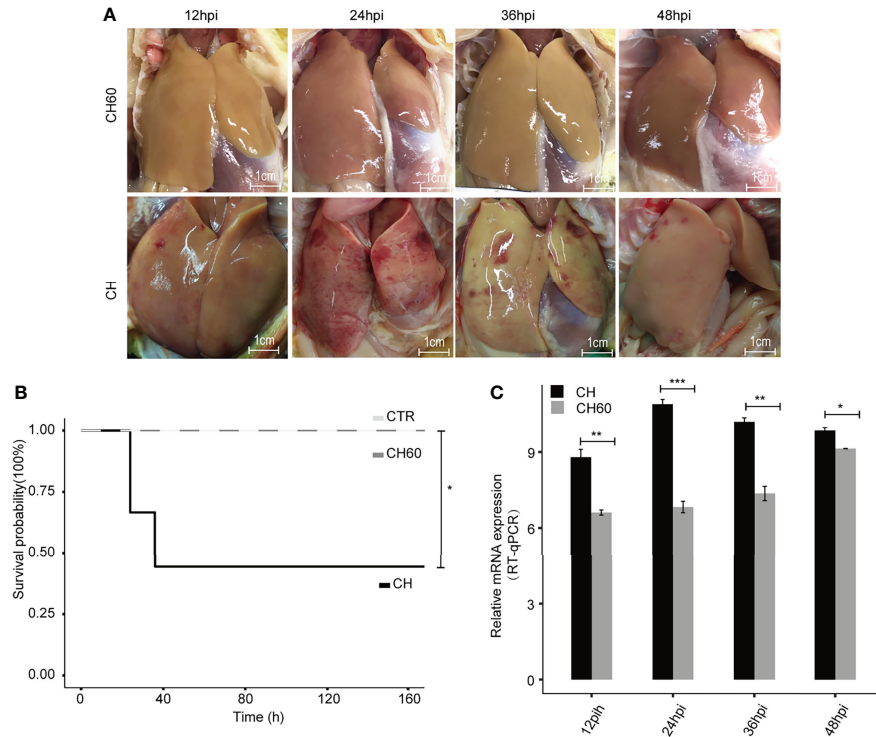 A
12hpi 24hpi 36hpi 48hpi
CH60
1cm 1cm 1cm 1cm
CH
1cm 1cm 1cm 1cm
B
Survival probability(100%)
1.00
0.75
0.50
0.25
0.00
CTR
CH60
*
CH
0 40 80 120 160
Time (h)
C
CH
CH60
** *** ** *
Relative mRNA expression
(RT-qPCR)
9
6
3
0
12pih 24hpi 36hpi 48hpi